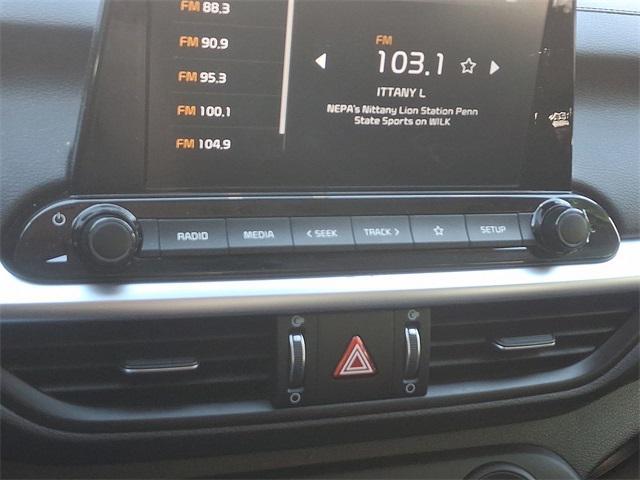 FM 88.3
FM 90.9
FM 95.3
FM 100.1
FM 104.9
FM
103.1
ITTANY L
NEPA's Nittany Lion Station Penn
State Sports on WILK
RADIO
MEDIA
< SEEK
TRACK >
SETUP